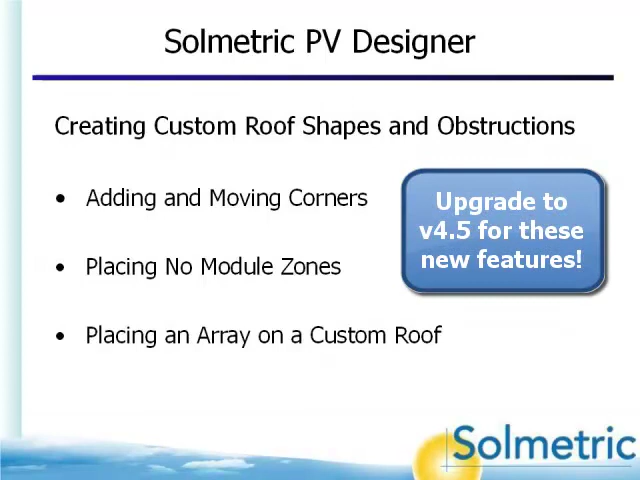 Solmetric PV Designer
Creating Custom Roof Shapes and Obstructions
• Adding and Moving Corners
Upgrade to
v4.5 for these
new features!
• Placing No Module Zones
• Placing an Array on a Custom Roof
Solmetric